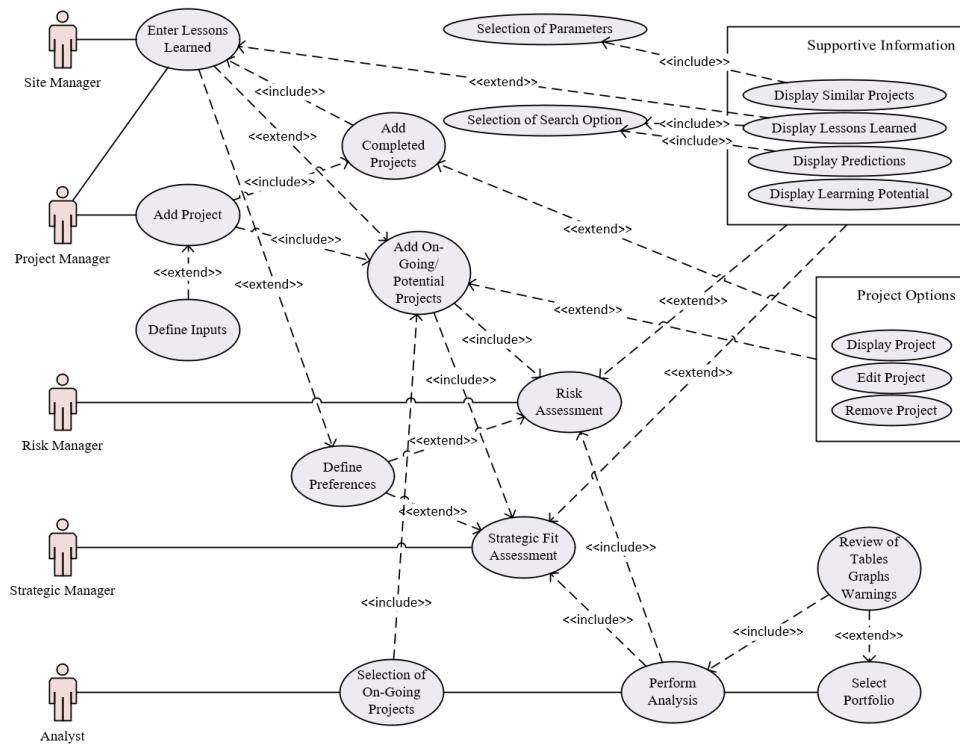 Enter Lessons
Learned
Selection of Parameters
Supportive Information
<<include>>
Site Manager
<<extend>>
<<include>>
Display Similar Projects
Selection of Search Option
<<include>>
Display Lessons Learned
<<extend>>
Add
Completed
Projects
<<include>>
Display Predictions
<<include>>
Display Learrning Potential
Add Project
<<extend>>
<<include>>
Project Manager
Add On-
Going/
Potential
Projects
<<extend>>
<<extend>>
Project Options
<<extend>>
<<extend>>
Define Inputs
<<include>>
Display Project
<<include>>
<<extend>>
Edit Project
Risk
Assessment
Remove Project
Risk Manager
<<extend>>
Define
Preferences
<<extend>>
Strategic Fit
Assessment
<<include>>
Review of
Tables
Graphs
Warnings
Strategic Manager
<<include>>
<<include>>
<<include>>
<<extend>>
Selection of
On-Going
Projects
Perform
Analysis
Select
Portfolio
Analyst